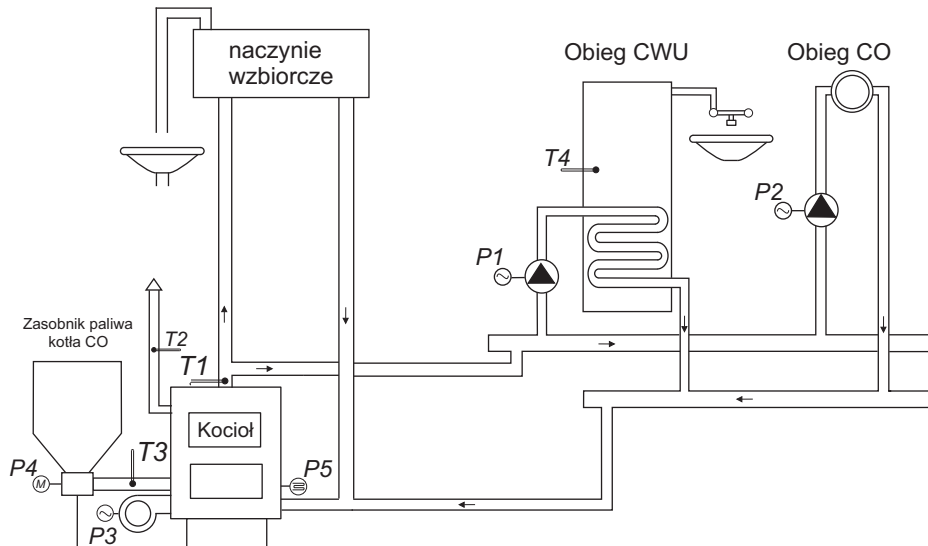 naczynie
wzbiorcze
Obieg CWU
Obieg CO
T4
P2
P1
Zasobnik paliwa
kotła CO
T2
T1
Kocioł
T3
P4
M
P5
P3